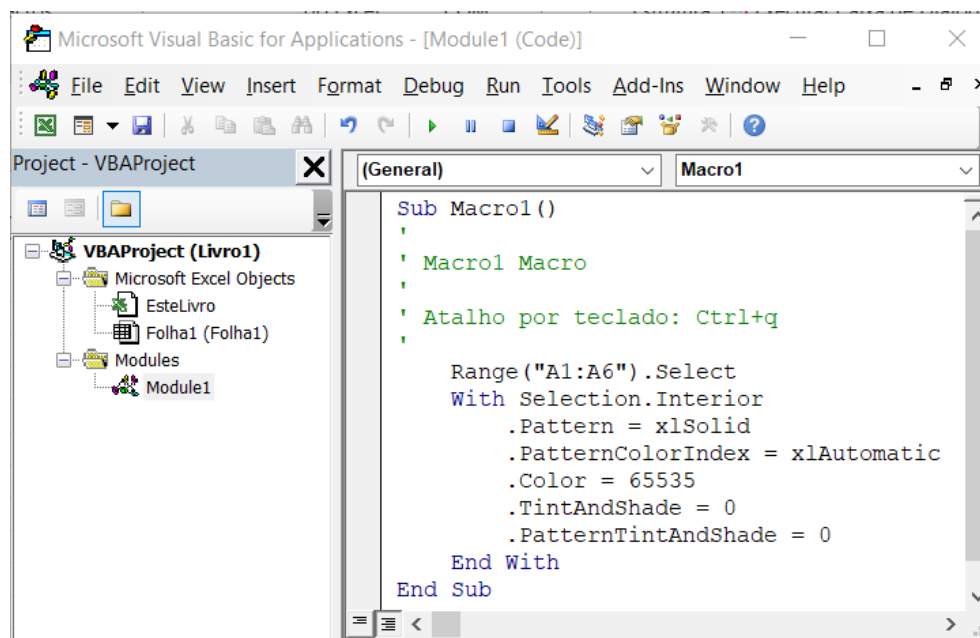 Microsoft Visual Basic for Applications - [Module1 (Code)]
File Edit View Insert Format Debug Run Tools Add-Ins Window Help
Project - VBAProject
(General)
Macro1
VBAProject (Livro1)
Microsoft Excel Objects
EsteLivro
Folha1 (Folha1)
Modules
Module1
Sub Macro1()
'
' Macro1 Macro
'
' Atalho por teclado: Ctrl+q
'
Range("A1:A6").Select
With Selection.Interior
.Pattern = xlSolid
.PatternColorIndex = xlAutomatic
.Color = 65535
.TintAndShade = 0
.PatternTintAndShade = 0
End With
End Sub